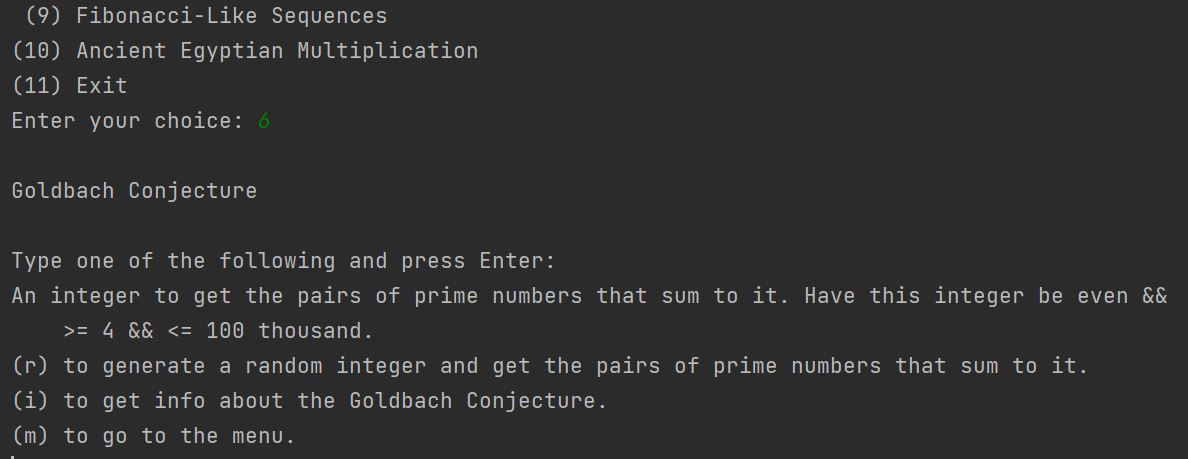 (9) Fibonacci-Like Sequences
(10) Ancient Egyptian Multiplication
(11) Exit
Enter your choice: 6
Goldbach Conjecture
Type one of the following and press Enter:
An integer to get the pairs of prime numbers that sum to it. Have this integer be even &&
>= 4 && <= 100 thousand.
(r) to generate a random integer and get the pairs of prime numbers that sum to it.
(i) to get info about the Goldbach Conjecture.
(m) to go to the menu.